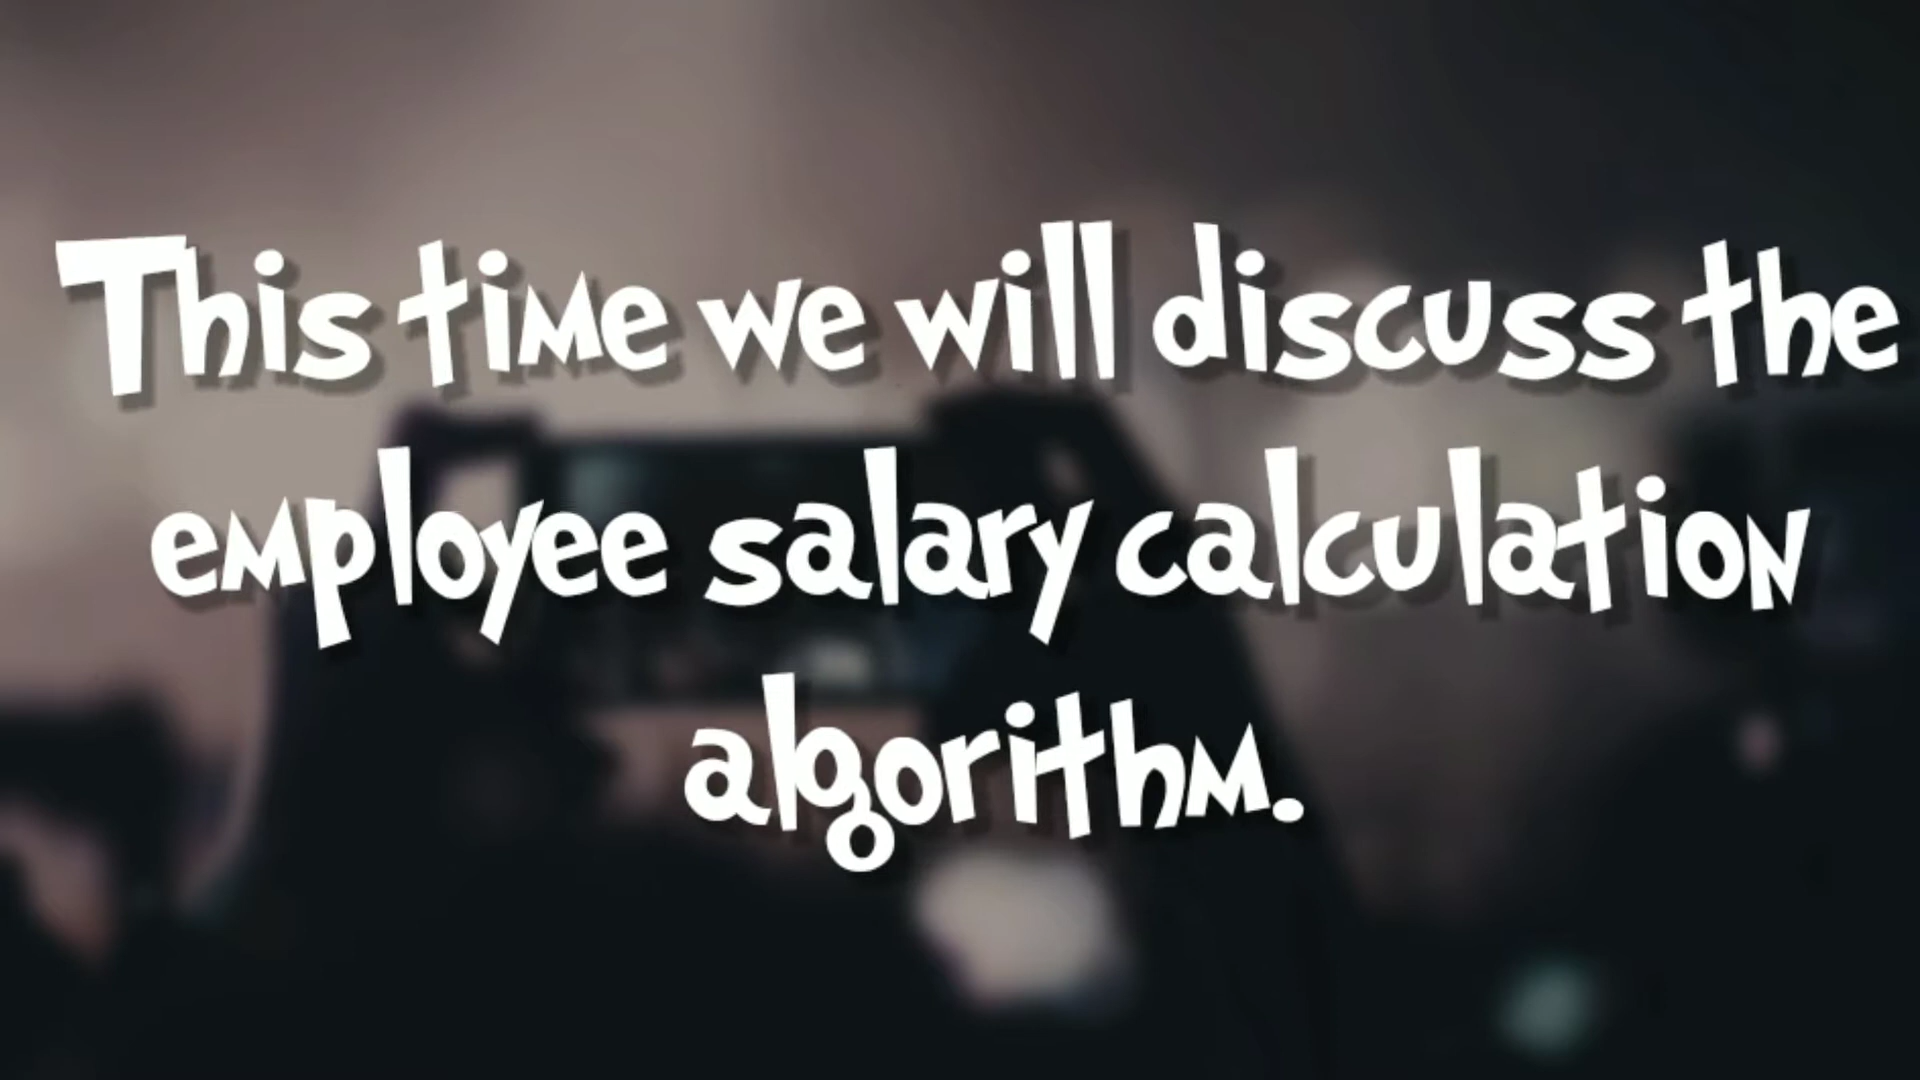 This time we will discuss the
employee salary calculation
algorithm.